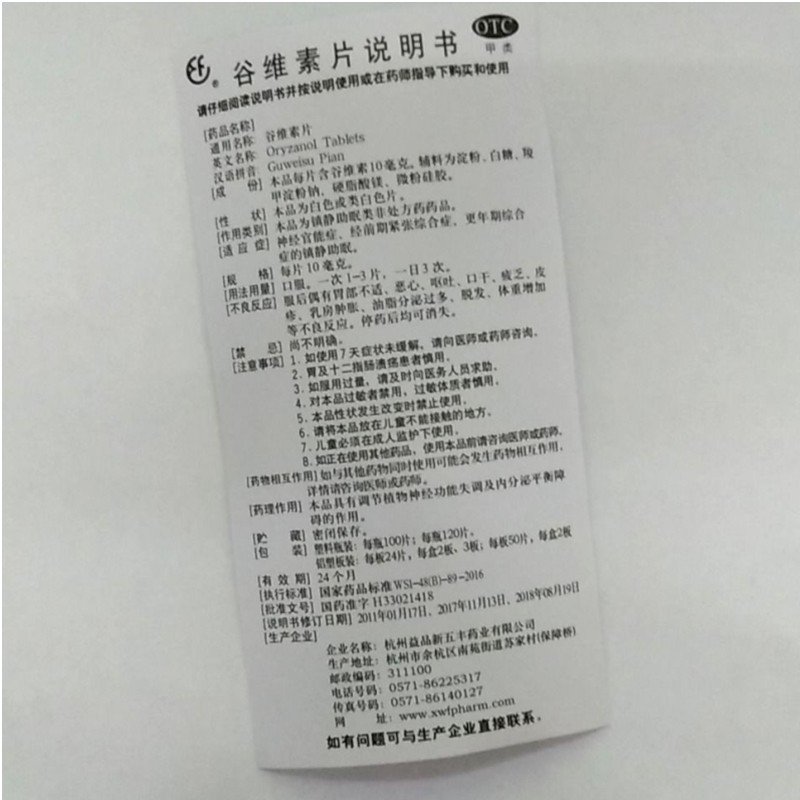 谷维素片说明书
OTC
甲类
请仔细阅读说明书并按说明使用或在药师指导下购买和使用
[药品名称]
通用名称: 谷维素片
英文名称: Oryzanol Tablets
汉语拼音: Guweisu Pian
[成 份] 本品每片含谷维素10毫克。辅料为淀粉、白糖、羧
甲淀粉钠、硬脂酸镁、微粉硅胶。
[性 状] 本品为白色或类白色片。
[作用类别] 本品为镇静助眠类非处方药药品。
[适 应 症] 神经官能症、经前期紧张综合症、更年期综合
症的镇静助眠。
[规 格] 每片10毫克。
[用法用量] 口服。一次1-3片,一日3次。
[不良反应] 服后偶有胃部不适、恶心、呕吐、口干、疲乏、皮
疹、乳房肿胀、油脂分泌过多、脱发、体重增加
等不良反应。停药后均可消失。
[禁 忌] 尚不明确。
[注意事项] 1. 如使用7天症状未缓解,请向医师或药师咨询。
2. 胃及十二指肠溃疡患者慎用。
3. 如服用过量,请及时向医务人员求助。
4. 对本品过敏者禁用,过敏体质者慎用。
5. 本品性状发生改变时禁止使用。
6. 请将本品放在儿童不能接触的地方。
7. 儿童必须在成人监护下使用。
8. 如正在使用其他药品,使用本品前请咨询医师或药师。
[药物相互作用] 如与其他药物同时使用可能会发生药物相互作用,
详情请咨询医师或药师。
[药理作用] 本品具有调节植物神经功能失调及内分泌平衡障
碍的作用。
[贮 藏] 密闭保存。
[包 装] 塑料瓶装: 每瓶100片; 每瓶120片。
铝塑板装: 每板24片,每盒2板、3板; 每板50片,每盒2板
[有 效 期] 24个月
[执行标准] 国家药品标准WS1-48(B)-89-2016
[批准文号] 国药准字H33021418
[说明书修订日期] 2011年01月17日、2017年11月13日、2018年08月19日
[生产企业]
企业名称: 杭州益品新五丰药业有限公司
生产地址: 杭州市余杭区南苑街道苏家村(保障桥)
邮政编码: 311100
电话号码: 0571-86225317
传真号码: 0571-86140127
网 址: www.xwfpharm.com
如有问题可与生产企业直接联系。